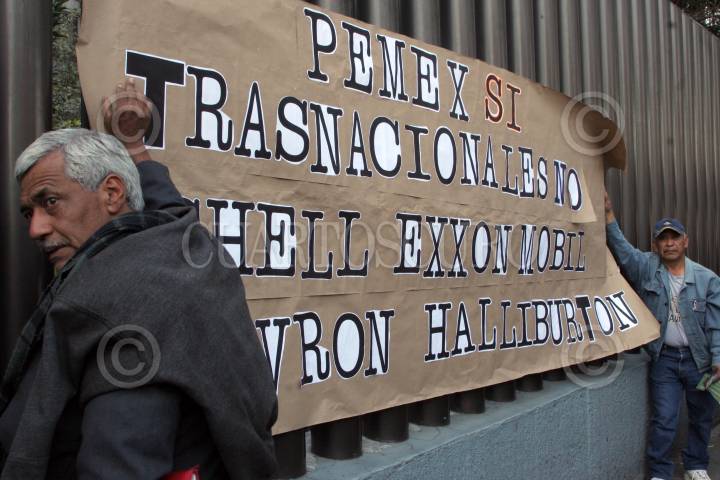 PEMEX SI
TRASNACIONALES NO
SHELL EXXON MOBIL
VRON HALLIBURTON